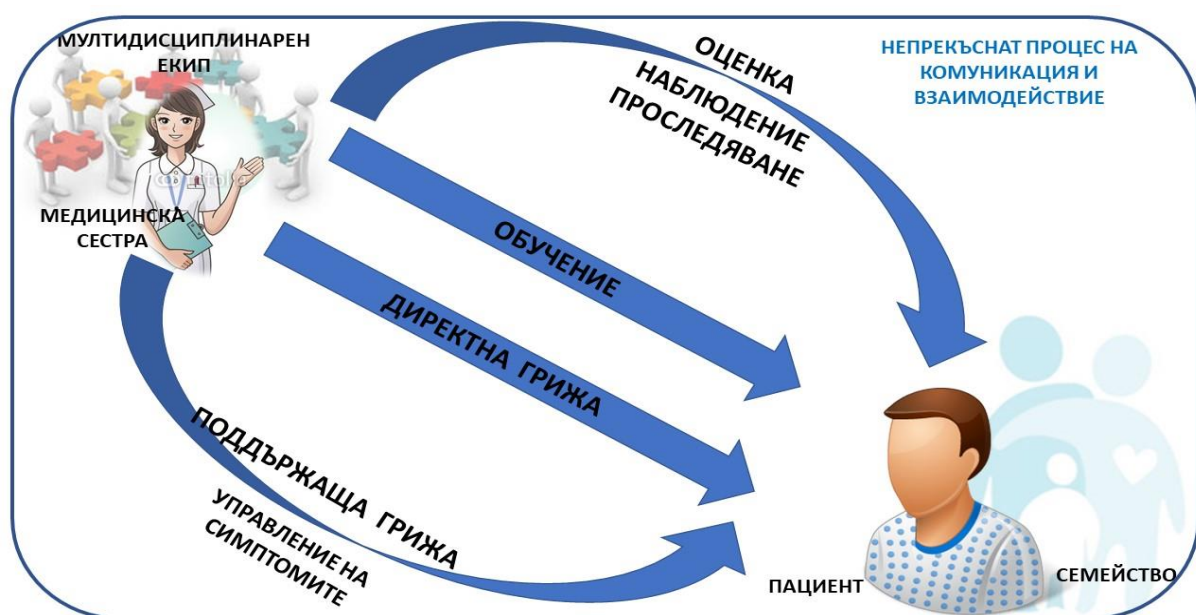 МУЛТИДИСЦИПЛИНАРЕН
ЕКИП
МЕДИЦИНСКА
СЕСТРА
ОЦЕНКА
НАБЛЮДЕНИЕ
ПРОСЛЕДЯВАНЕ
НЕПРЕКЪСНАТ ПРОЦЕС НА
КОМУНИКАЦИЯ И
ВЗАИМОДЕЙСТВИЕ
ОБУЧЕНИЕ
ДИРЕКТНА ГРИЖА
ПОДДЪРЖАЩА ГРИЖА
УПРАВЛЕНИЕ НА
СИМПТОМИТЕ
ПАЦИЕНТ
СЕМЕЙСТВО